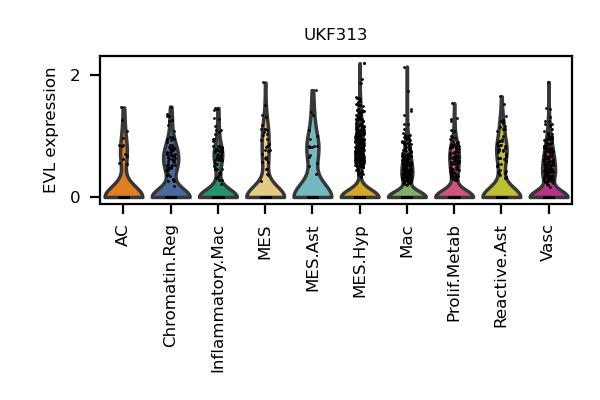 UKF313
EVL expression
2
0
AC
Chromatin.Reg
Inflammatory.Mac
MES
MES.Ast
MES.Hyp
Mac
Prolif.Metab
Reactive.Ast
Vasc